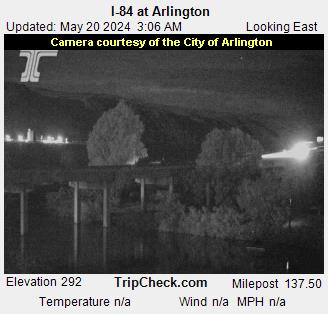 I-84 at Arlington
Updated: May 20 2024 3:06 AM Looking East
Camera courtesy of the City of Arlington
Elevation 292 TripCheck.com Milepost 137.50
Temperature n/a Wind n/a MPH n/a